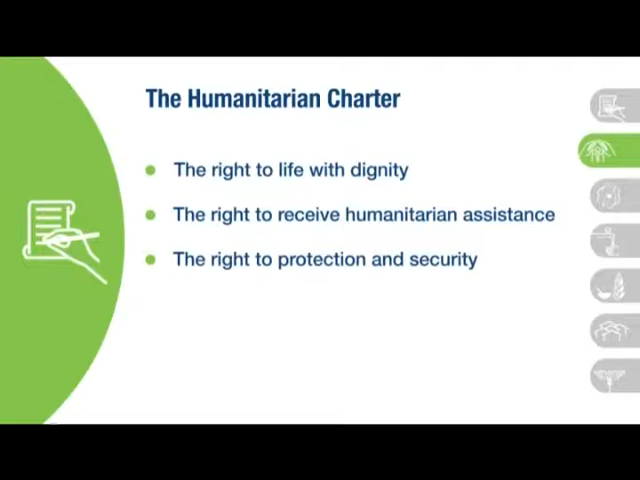 The Humanitarian Charter
The right to life with dignity
The right to receive humanitarian assistance
The right to protection and security